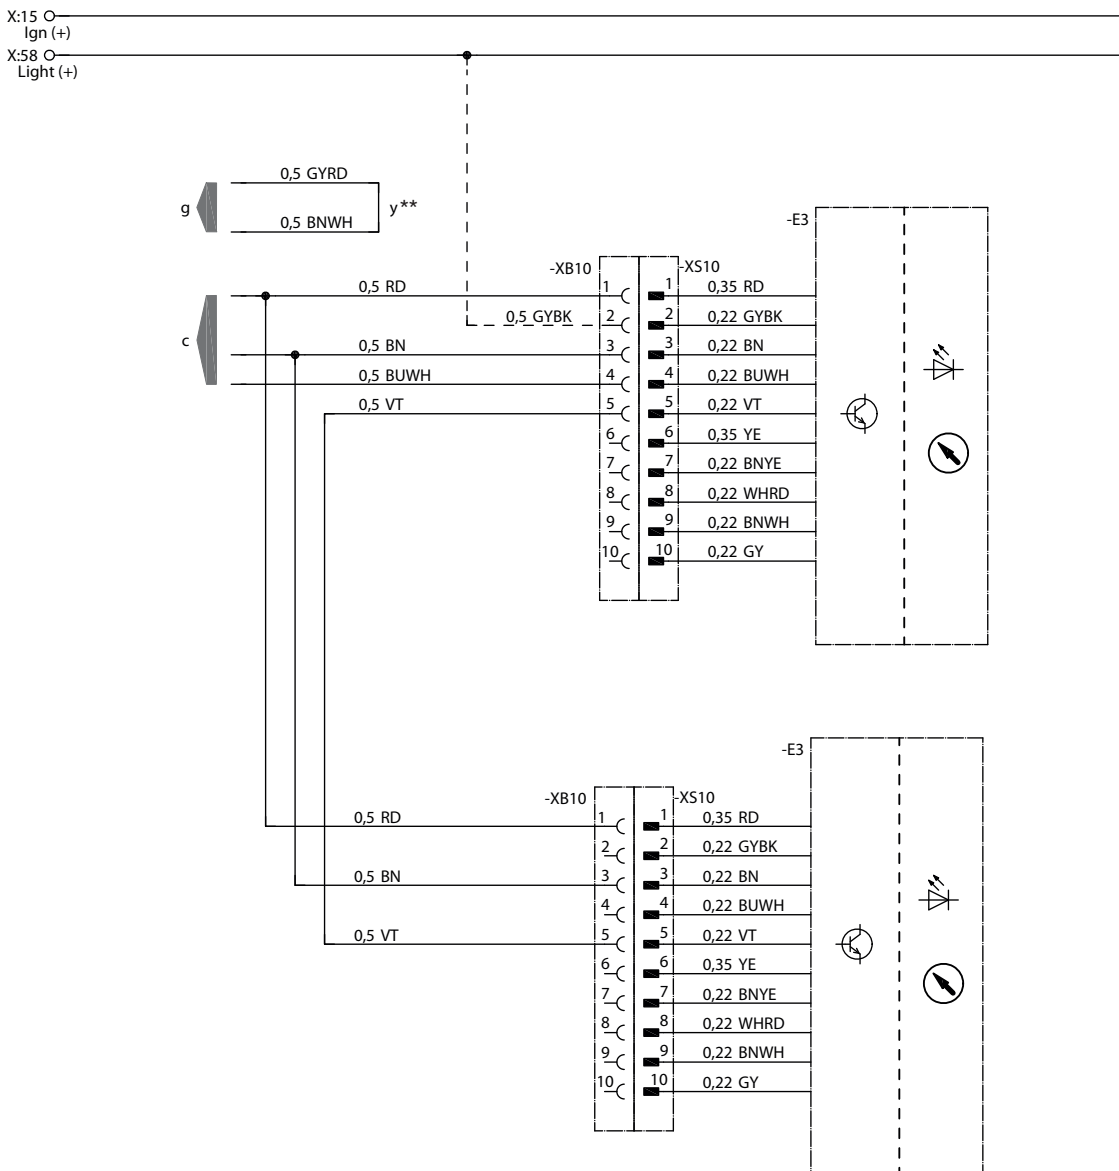 X:15
Ign (+)
X:58
Light (+)
0,5 GYRD
g
y**
0,5 BNWH
-E3
-XB10
-XS10
0,5 RD
1
1
0,35 RD
0,5 GYBK
2
2
0,22 GYBK
0,5 BN
3
3
0,22 BN
c
0,5 BUWH
4
4
0,22 BUWH
0,5 VT
5
5
0,22 VT
6
6
0,35 YE
7
7
0,22 BNYE
8
8
0,22 WHRD
9
9
0,22 BNWH
10
10
0,22 GY
-E3
-XB10
-XS10
0,5 RD
1
1
0,35 RD
2
2
0,22 GYBK
0,5 BN
3
3
0,22 BN
4
4
0,22 BUWH
0,5 VT
5
5
0,22 VT
6
6
0,35 YE
7
7
0,22 BNYE
8
8
0,22 WHRD
9
9
0,22 BNWH
10
10
0,22 GY